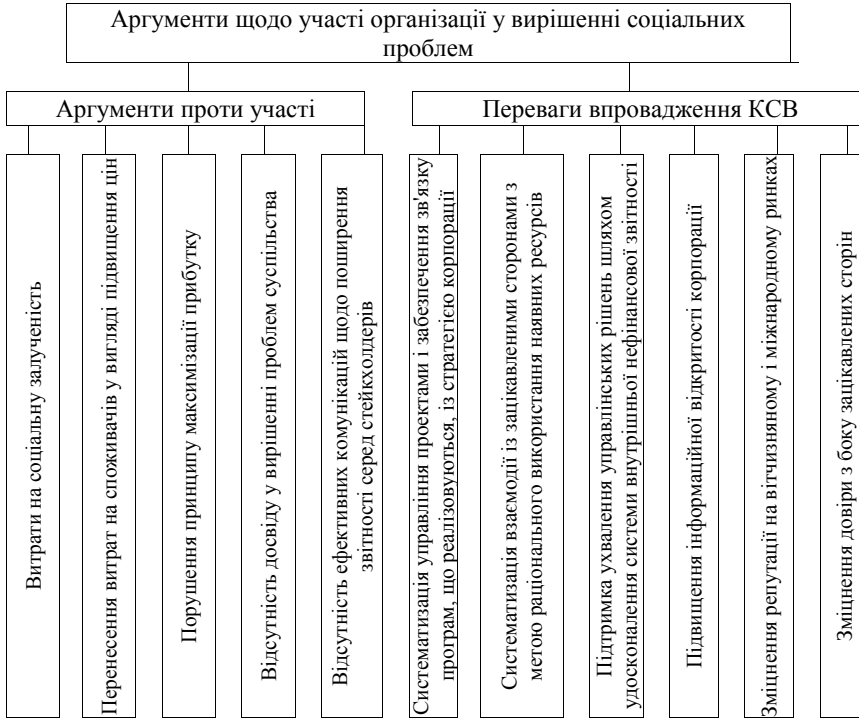 Аргументи щодо участі організації у вирішенні соціальних
проблем
Аргументи проти участі
Переваги впровадження КСВ
Витрати на соціальну залученість
Перенесення витрат на споживачів у вигляді підвищення цін
Порушення принципу максимізації прибутку
Відсутність досвіду у вирішенні проблем суспільства
Відсутність ефективних комунікацій щодо поширення
звітності серед стейкхолдерів
Систематизація управління проектами і забезпечення зв'язку
програм, що реалізовуються, із стратегією корпорації
Систематизація взаємодії із зацікавленими сторонами з
метою раціонального використання наявних ресурсів
Підтримка ухвалення управлінських рішень шляхом
удосконалення системи внутрішньої нефінансової звітності
Підвищення інформаційної відкритості корпорації
Зміцнення репутації на вітчизняному і міжнародному ринках
Зміцнення довіри з боку зацікавлених сторін